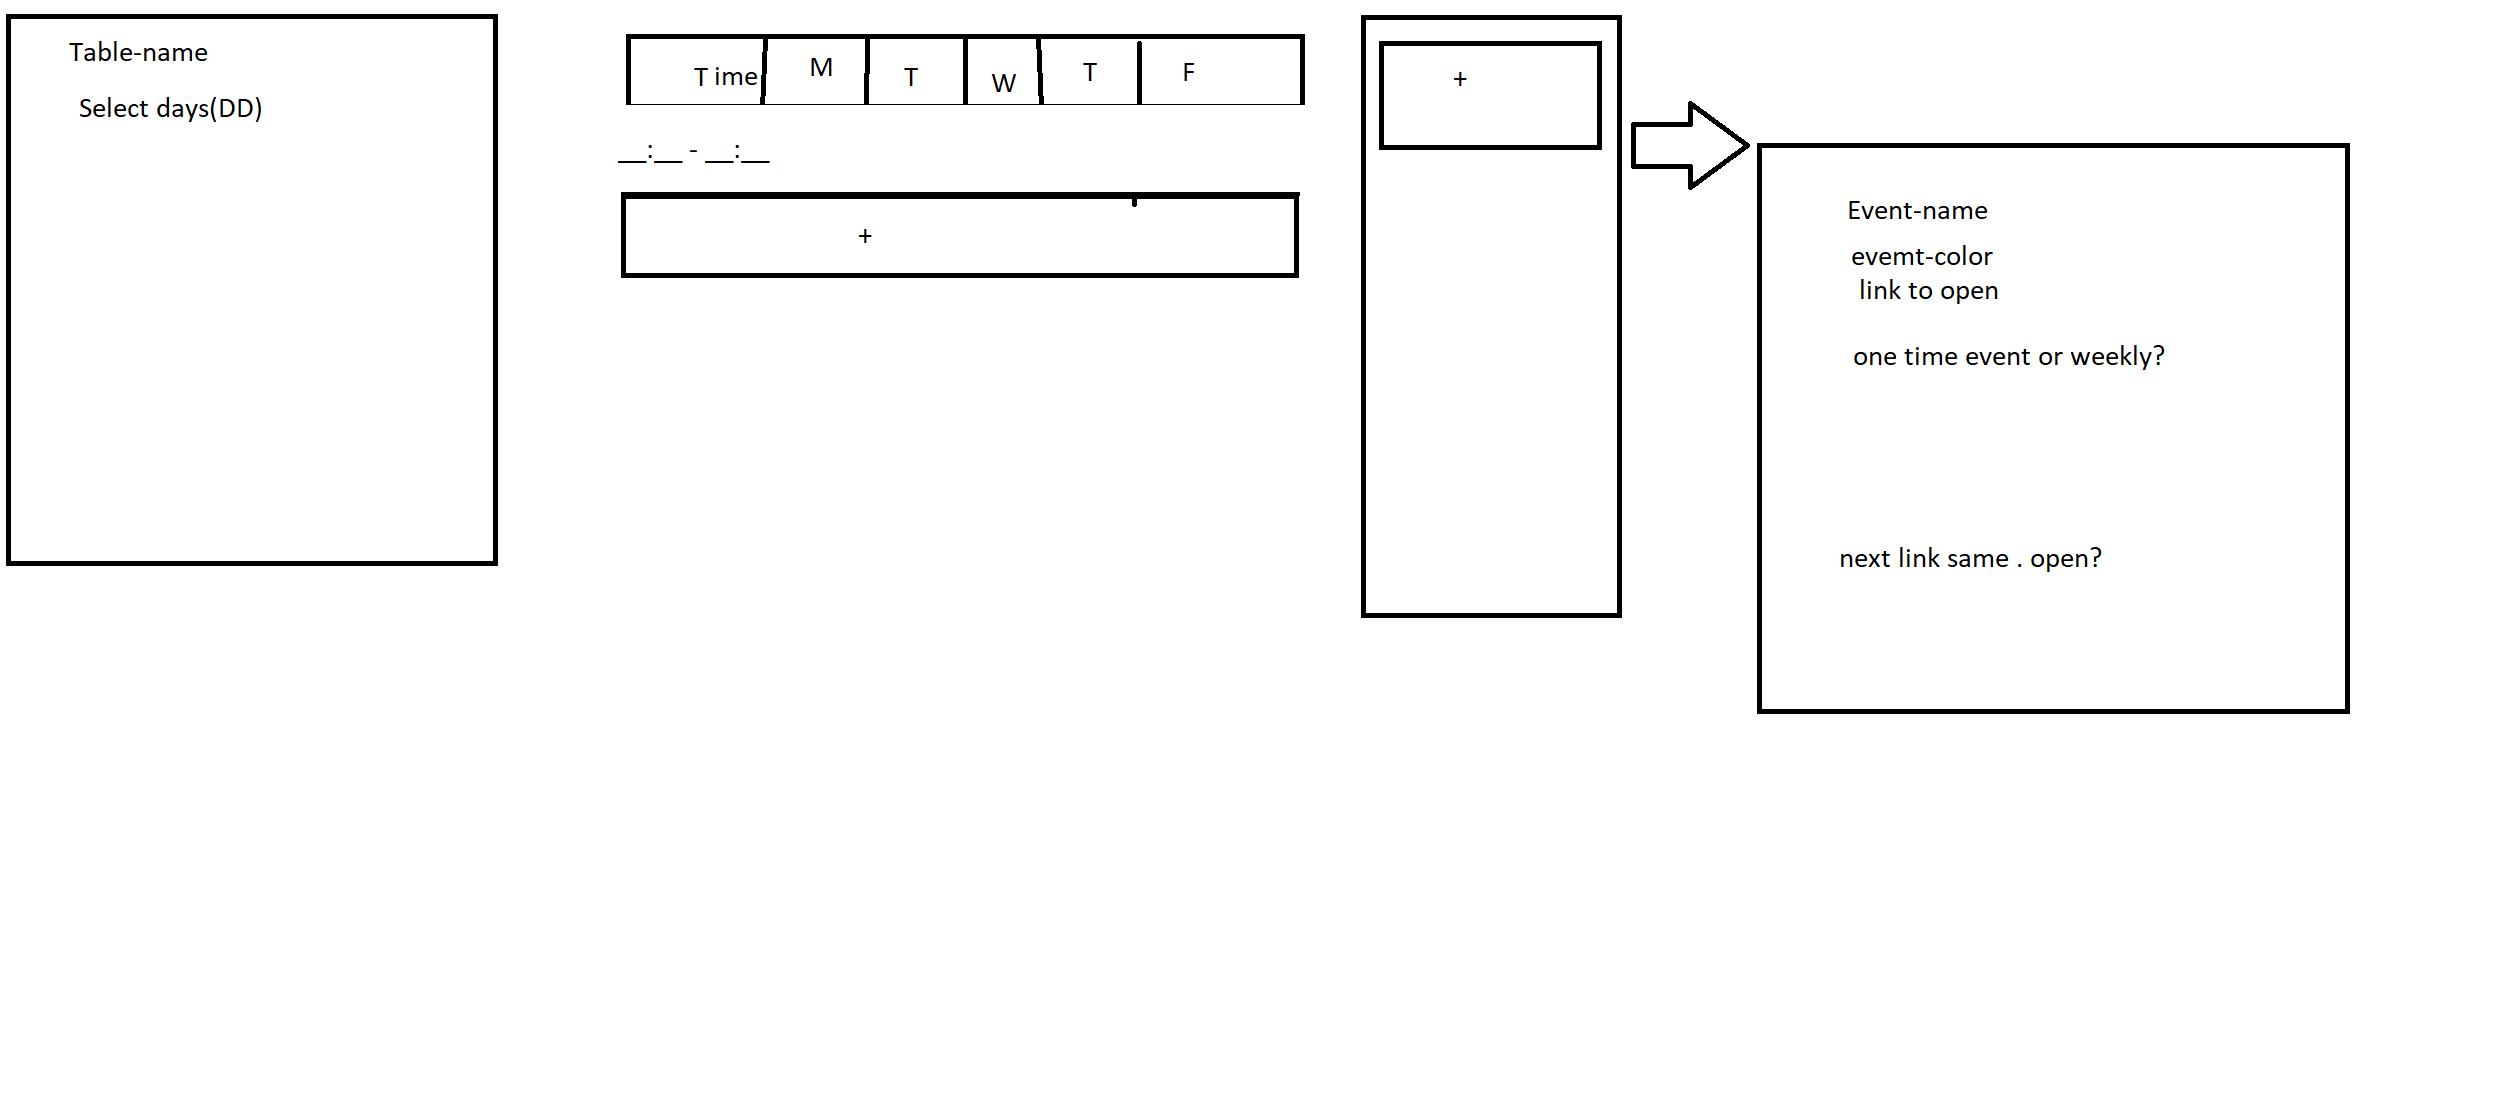 Table-name
Select days(DD)
T ime M T W T F
__:__ - __:__
+
+
Event-name
evemt-color
link to open
one time event or weekly?
next link same . open?